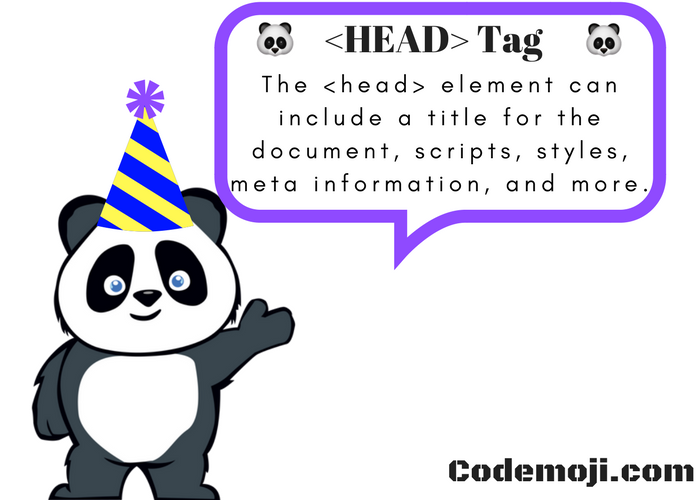 <HEAD> Tag
The <head> element can
include a title for the
document, scripts, styles,
meta information, and more.
Codemoji.com